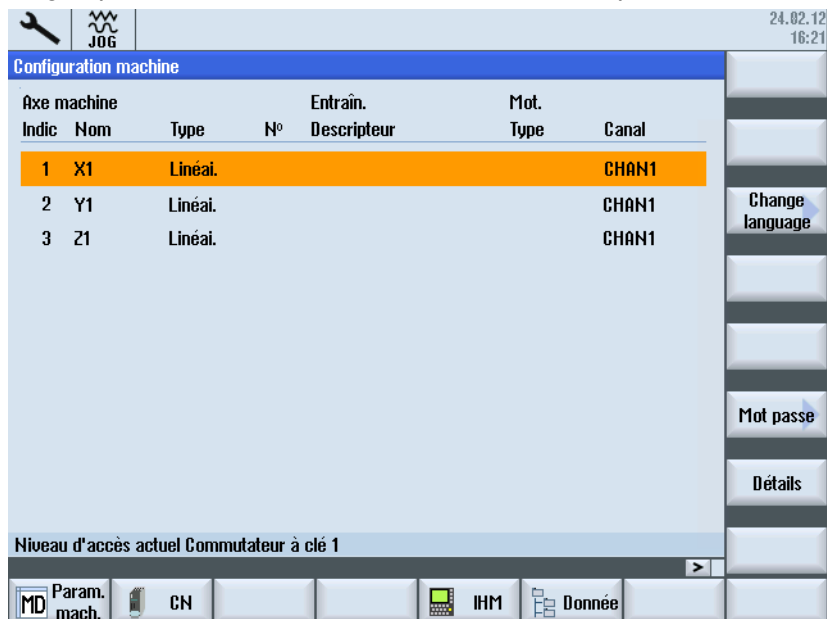 JOG
24.02.12
16:21
Configuration machine
Axe machine Entraîn. Mot.
Indic Nom Type Nº Descripteur Type Canal
1 X1 Linéai. CHAN1
2 Y1 Linéai. CHAN1
3 Z1 Linéai. CHAN1
Change
language
Mot passe
Détails
Niveau d'accès actuel Commutateur à clé 1
>
MD Param.
mach.
CN
IHM
Donnée